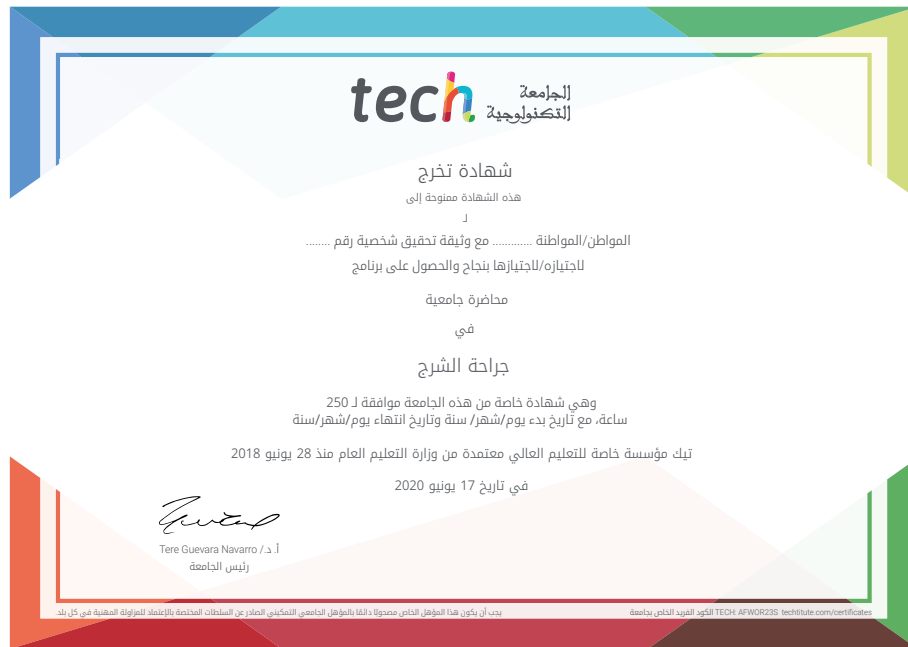 tech الجامعة
التكنولوجية
شهادة تخرج
هذه الشهادة ممنوحة إلى
لـ
المواطن/المواطنة ............. مع وثيقة تحقيق شخصية رقم ........
لاجتيازه/لاجتيازها بنجاح والحصول على برنامج
محاضرة جامعية
في
جراحة الشرج
وهي شهادة خاصة من هذه الجامعة موافقة لـ 250
ساعة، مع تاريخ بدء يوم/شهر/ سنة وتاريخ انتهاء يوم/شهر/سنة
تيك مؤسسة خاصة للتعليم العالي معتمدة من وزارة التعليم العام منذ 28 يونيو 2018
في تاريخ 17 يونيو 2020
أ. د./ Tere Guevara Navarro
رئيس الجامعة
الكود الفريد الخاص بجامعة TECH: AFWOR23S techtitute.com/certificates
يجب أن يكون هذا المؤهل الخاص مصحوبًا دائمًا بالمؤهل الجامعي التمكيني الصادر عن السلطات المختصة بالإعتماد للمزاولة المهنية في كل بلد.